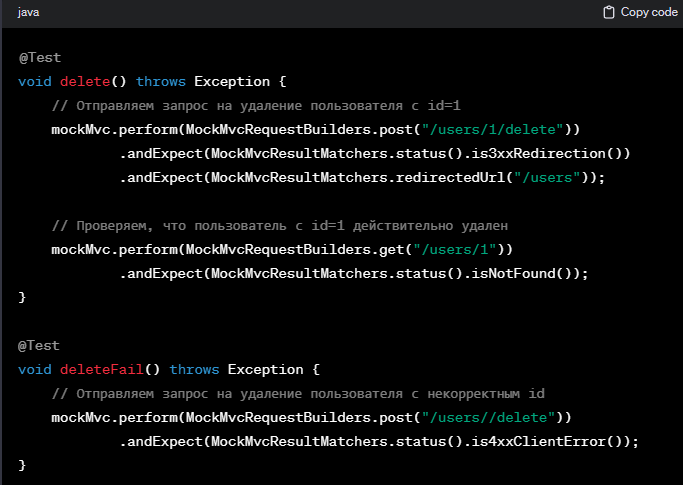 java
Copy code
@Test
void delete() throws Exception {
    // Отправляем запрос на удаление пользователя с id=1
    mockMvc.perform(MockMvcRequestBuilders.post("/users/1/delete"))
            .andExpect(MockMvcResultMatchers.status().is3xxRedirection())
            .andExpect(MockMvcResultMatchers.redirectedUrl("/users"));
    // Проверяем, что пользователь с id=1 действительно удален
    mockMvc.perform(MockMvcRequestBuilders.get("/users/1"))
            .andExpect(MockMvcResultMatchers.status().isNotFound());
}
@Test
void deleteFail() throws Exception {
    // Отправляем запрос на удаление пользователя с некорректным id
    mockMvc.perform(MockMvcRequestBuilders.post("/users//delete"))
            .andExpect(MockMvcResultMatchers.status().is4xxClientError());
}